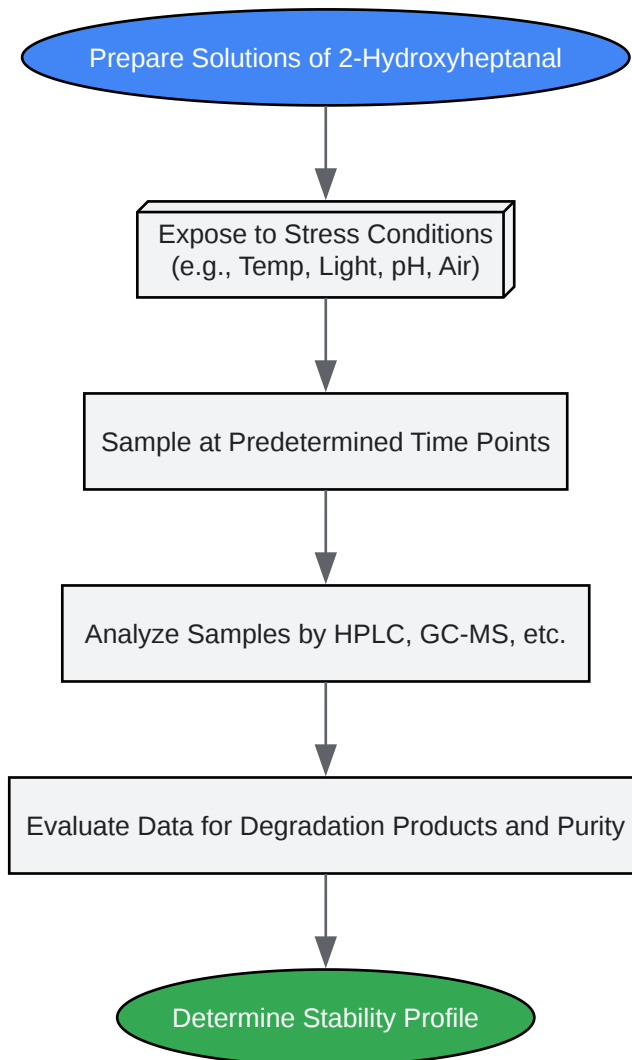 Prepare Solutions of 2-Hydroxyheptanal
Expose to Stress Conditions
(e.g., Temp, Light, pH, Air)
Sample at Predetermined Time Points
Analyze Samples by HPLC, GC-MS, etc.
Evaluate Data for Degradation Products and Purity
Determine Stability Profile